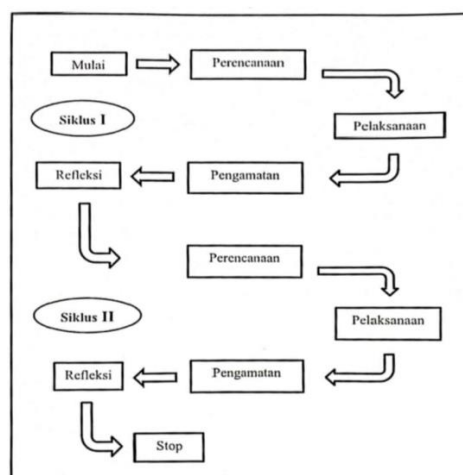 Mulai
Perencanaan
Siklus I
Pelaksanaan
Refleksi
Pengamatan
Perencanaan
Siklus II
Pelaksanaan
Refleksi
Pengamatan
Stop